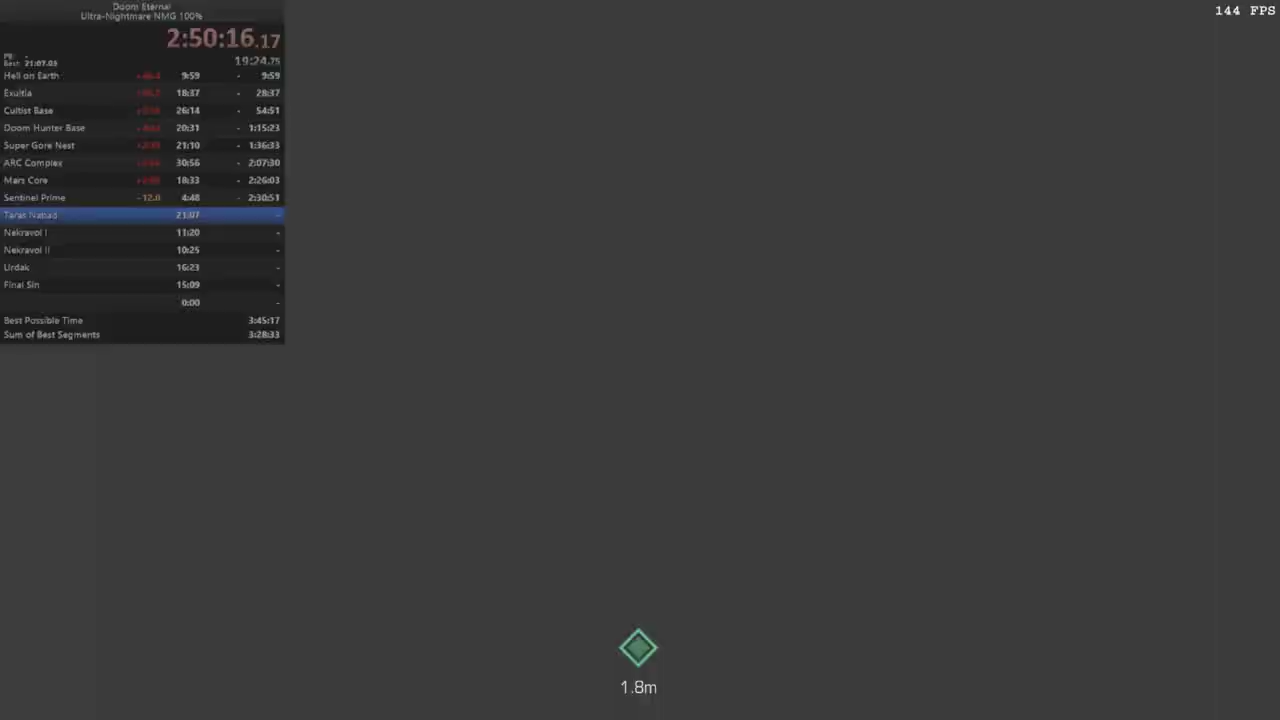 Doom Eternal
Ultra-Nightmare NMG 100%
144 FPS
2:50:16.17
PB: -
Best: 21:07.03
19:24.75
Hell on Earth 9:59 - 9:59
Exultia 18:37 - 28:37
Cultist Base 26:14 - 54:51
Doom Hunter Base 20:31 - 1:15:23
Super Gore Nest 21:10 - 1:36:33
ARC Complex 30:56 - 2:07:30
Mars Core 18:33 - 2:26:03
Sentinel Prime -12.0 4:48 - 2:30:51
Taras Nabad 21:07 -
Nekravol I 11:20 -
Nekravol II 10:25 -
Urdak 16:23 -
Final Sin 15:09 -
0:00 -
Best Possible Time 3:45:17
Sum of Best Segments 3:28:33
1.8m